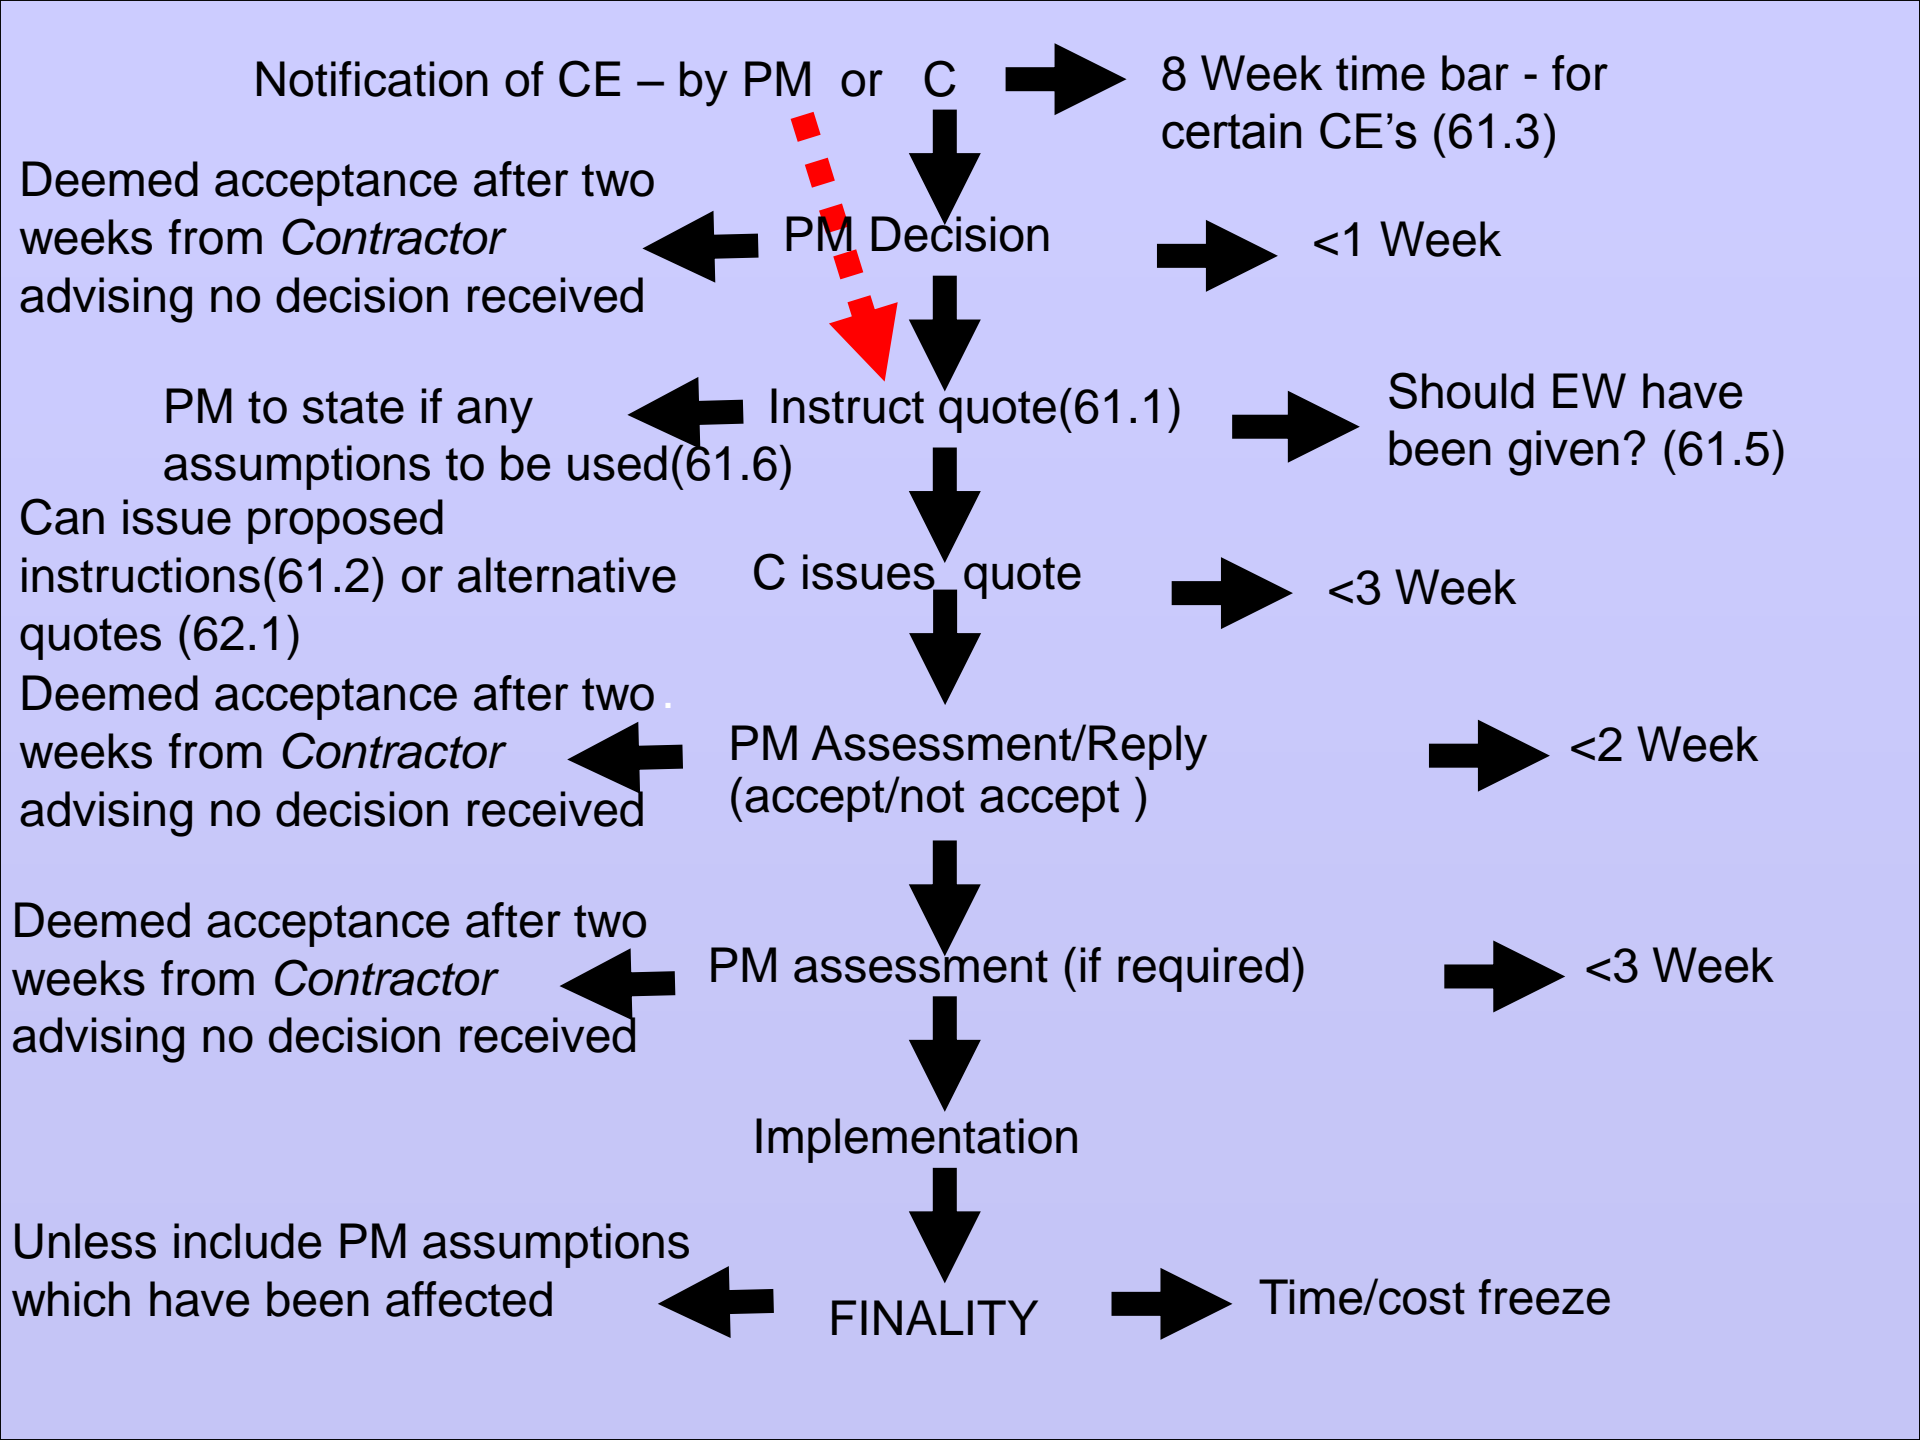 Notification of CE – by PM or C
8 Week time bar - for
certain CE's (61.3)
Deemed acceptance after two
weeks from Contractor
advising no decision received
PM Decision
<1 Week
PM to state if any
assumptions to be used(61.6)
Instruct quote(61.1)
Should EW have
been given? (61.5)
Can issue proposed
instructions(61.2) or alternative
quotes (62.1)
C issues quote
<3 Week
Deemed acceptance after two
weeks from Contractor
advising no decision received
.
PM Assessment/Reply
(accept/not accept )
<2 Week
Deemed acceptance after two
weeks from Contractor
advising no decision received
PM assessment (if required)
<3 Week
Implementation
Unless include PM assumptions
which have been affected
FINALITY
Time/cost freeze